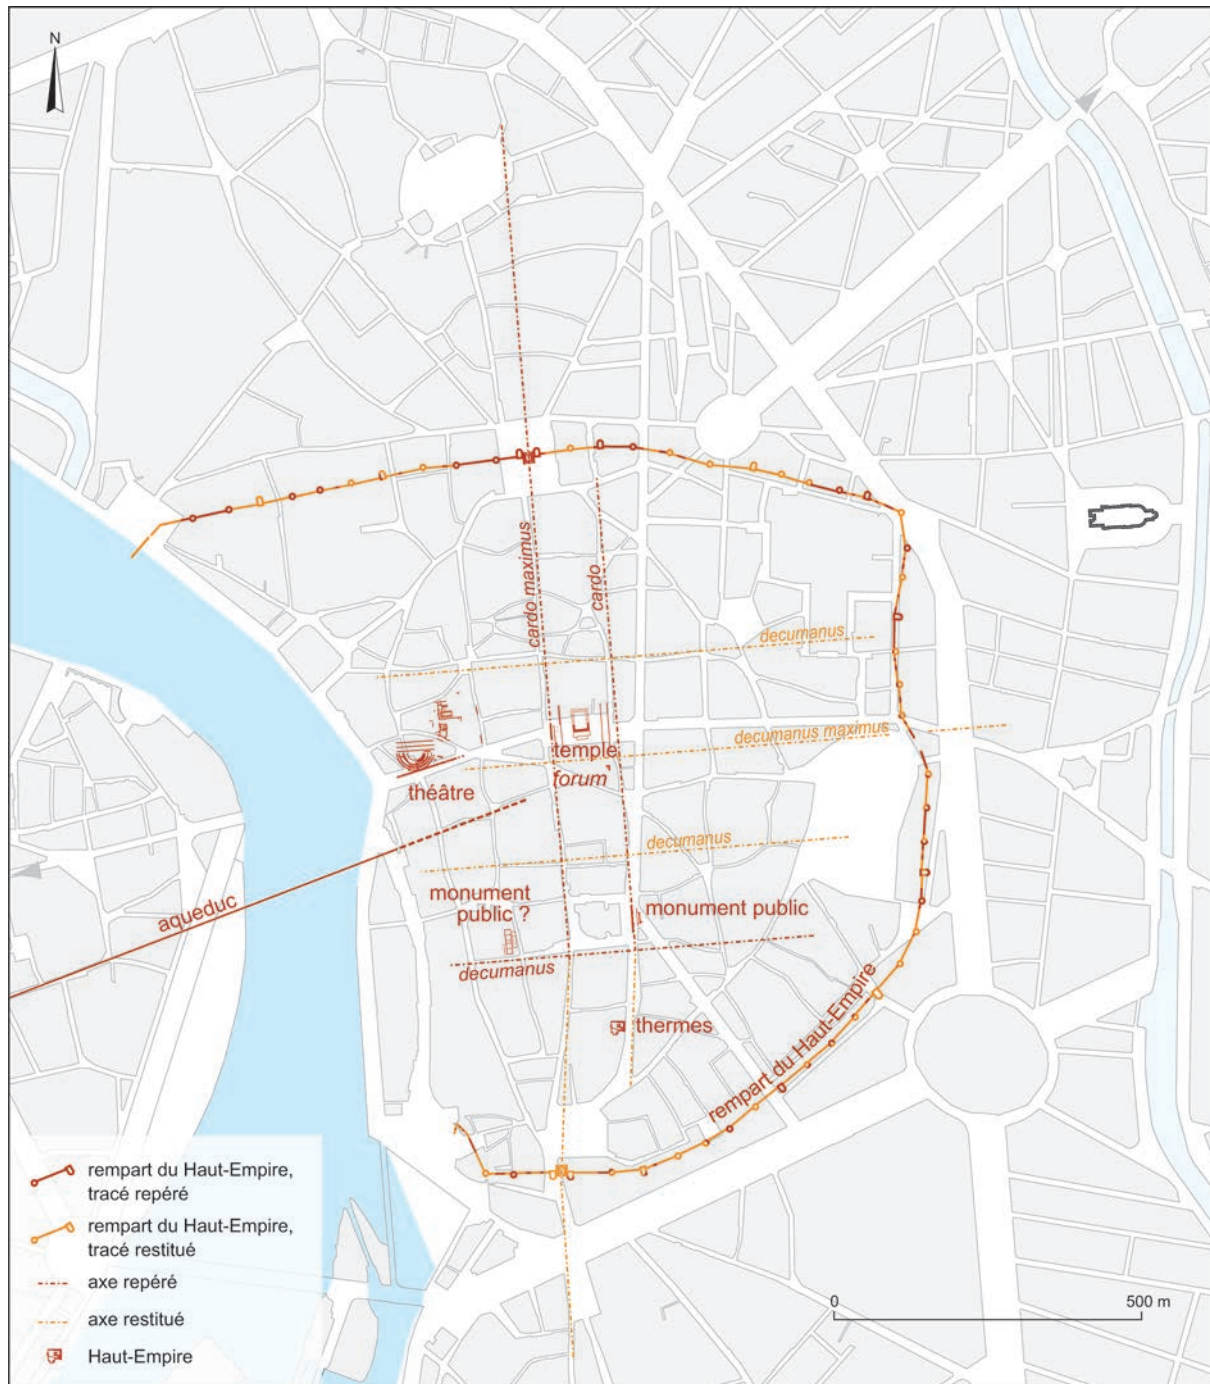 N
cardo maximus
cardo
decumanus
decumanus maximus
temple
forum
théâtre
decumanus
aqueduc
monument
public ?
monument public
decumanus
thermes
rempart du Haut-Empire
rempart du Haut-Empire,
tracé repéré
rempart du Haut-Empire,
tracé restitué
axe repéré
axe restitué
Haut-Empire
0
500 m